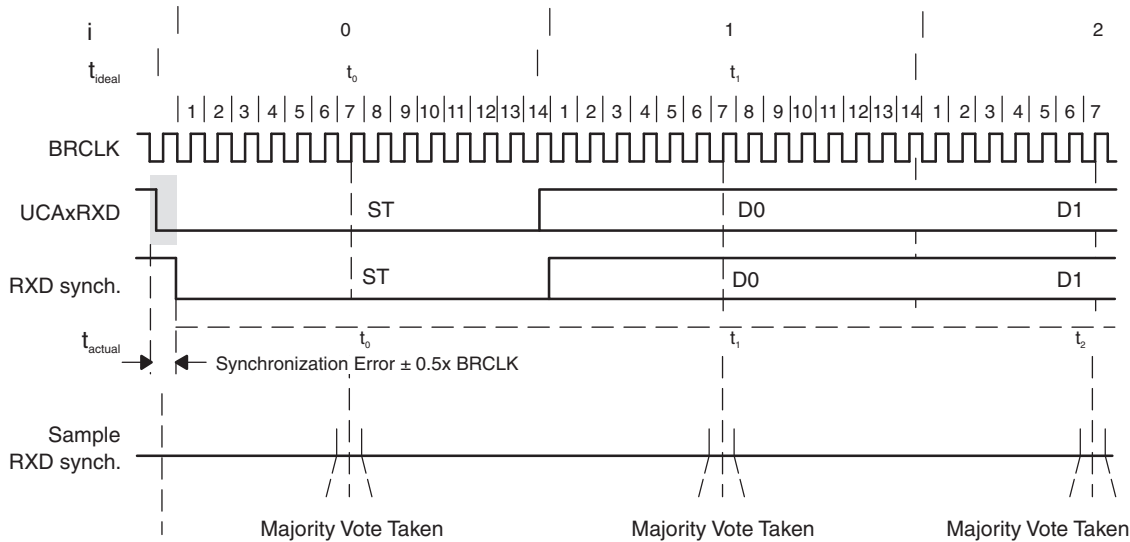 i 0 1 2
tideal t0 t1
1 2 3 4 5 6 7 8 9 10 11 12 13 14 1 2 3 4 5 6 7 8 9 10 11 12 13 14 1 2 3 4 5 6 7
BRCLK
UCAxRXD ST D0 D1
RXD synch. ST D0 D1
tactual t0 t1 t2
Synchronization Error ± 0.5x BRCLK
Sample
RXD synch.
Majority Vote Taken Majority Vote Taken Majority Vote Taken